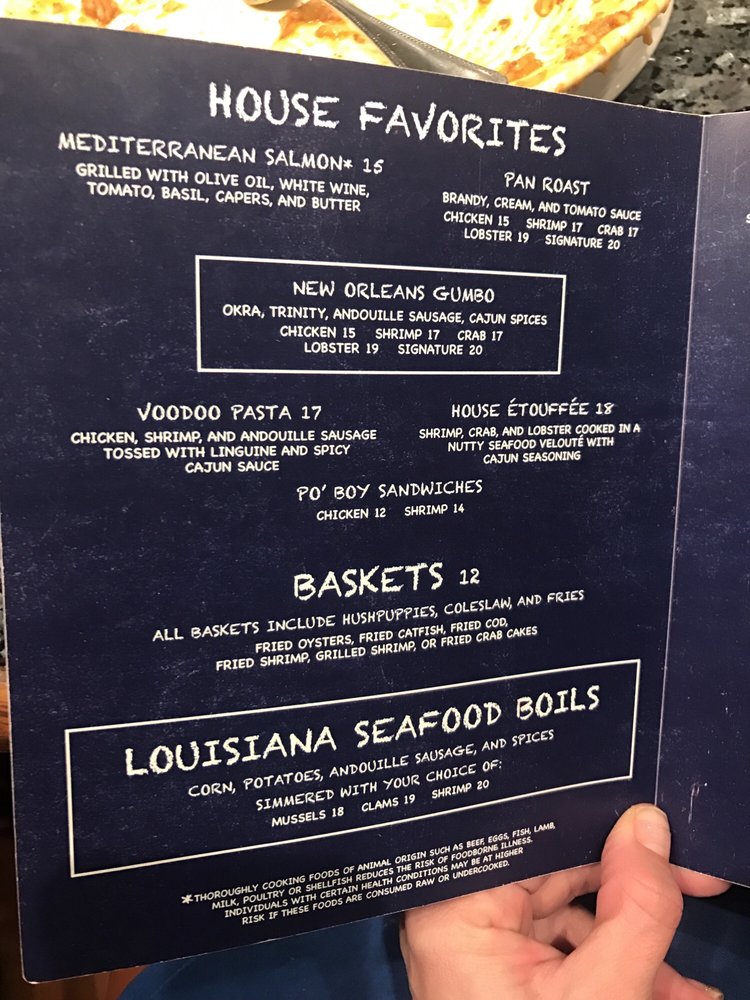 HOUSE FAVORITES
MEDITERRANEAN SALMON* 15
GRILLED WITH OLIVE OIL, WHITE WINE,
TOMATO, BASIL, CAPERS, AND BUTTER
PAN ROAST
BRANDY, CREAM, AND TOMATO SAUCE
CHICKEN 15 SHRIMP 17 CRAB 17
LOBSTER 19 SIGNATURE 20
NEW ORLEANS GUMBO
OKRA, TRINITY, ANDOUILLE SAUSAGE, CAJUN SPICES
CHICKEN 15 SHRIMP 17 CRAB 17
LOBSTER 19 SIGNATURE 20
VOODOO PASTA 17
CHICKEN, SHRIMP, AND ANDOUILLE SAUSAGE
TOSSED WITH LINGUINE AND SPICY
CAJUN SAUCE
HOUSE ÉTOUFFÉE 18
SHRIMP, CRAB, AND LOBSTER COOKED IN A
NUTTY SEAFOOD VELOUTÉ WITH
CAJUN SEASONING
PO' BOY SANDWICHES
CHICKEN 12 SHRIMP 14
BASKETS 12
ALL BASKETS INCLUDE HUSHPUPPIES, COLESLAW, AND FRIES
FRIED OYSTERS, FRIED CATFISH, FRIED COD,
FRIED SHRIMP, GRILLED SHRIMP, OR FRIED CRAB CAKES
LOUISIANA SEAFOOD BOILS
CORN, POTATOES, ANDOUILLE SAUSAGE, AND SPICES
SIMMERED WITH YOUR CHOICE OF:
MUSSELS 18 CLAMS 19 SHRIMP 20
*THOROUGHLY COOKING FOODS OF ANIMAL ORIGIN SUCH AS BEEF, EGGS, FISH, LAMB,
MILK, POULTRY OR SHELLFISH REDUCES THE RISK OF FOODBORNE ILLNESS.
INDIVIDUALS WITH CERTAIN HEALTH CONDITIONS MAY BE AT HIGHER
RISK IF THESE FOODS ARE CONSUMED RAW OR UNDERCOOKED.